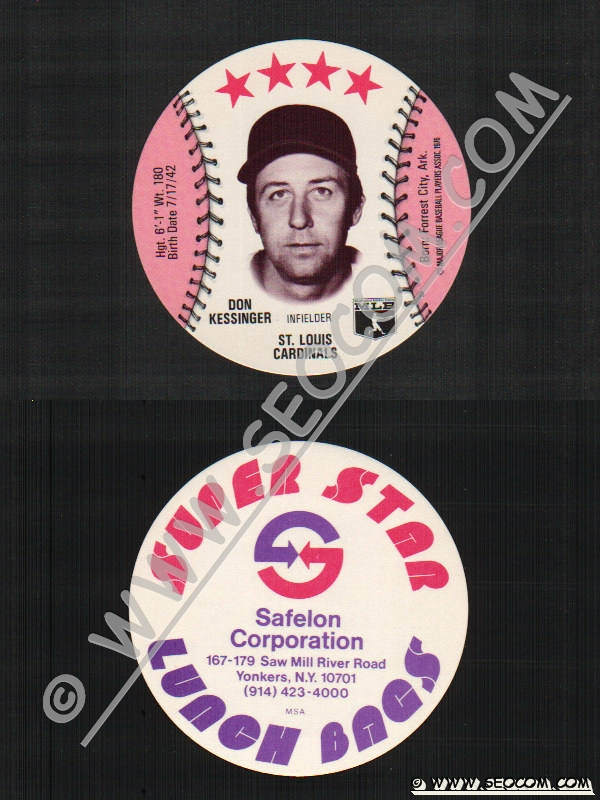 Hgt. 6'-1" Wt. 180
Birth Date 7/17/42
Born Forrest City, Ark.
© MAJOR LEAGUE BASEBALL PLAYERS ASSOC. 1976
DON
KESSINGER
INFIELDER
MLB
ST. LOUIS
CARDINALS
SUPER STAR
Safelon
Corporation
167-179 Saw Mill River Road
Yonkers, N.Y. 10701
(914) 423-4000
MSA
LUNCH BAGS
© WWW.SEOCOM.COM
© WWW.SEOCOM.COM